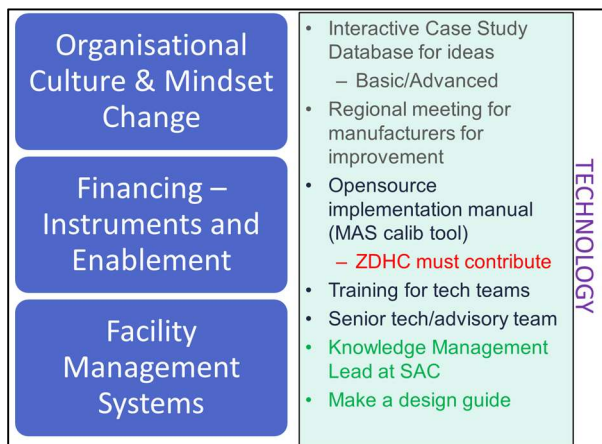 Organisational
Culture & Mindset
Change
Financing –
Instruments and
Enablement
Facility
Management
Systems
• Interactive Case Study
Database for ideas
– Basic/Advanced
• Regional meeting for
manufacturers for
improvement
• Opensource
implementation manual
(MAS calib tool)
– ZDHC must contribute
• Training for tech teams
• Senior tech/advisory team
• Knowledge Management
Lead at SAC
• Make a design guide
TECHNOLOGY